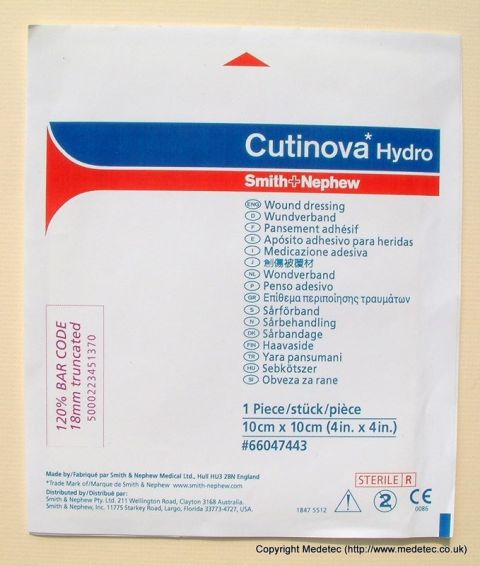 Cutinova* Hydro
Smith+Nephew
ENG Wound dressing
D Wundverband
F Pansement adhésif
E Apósito adhesivo para heridas
I Medicazione adesiva
J 創傷被覆材
NL Wondverband
P Penso adesivo
GR Επίθεμα περιποίησης τραυμάτων
S Sårförband
N Sårbehandling
DK Sårbandage
FIN Haavaside
TR Yara pansumani
HU Sebkötszer
SI Obveza za rane
120% BAR CODE
18mm truncated
5000223451370
1 Piece/stück/pièce
10cm x 10cm (4in. x 4in.)
#66047443
Made by/Fabriqué par Smith & Nephew Medical Ltd., Hull HU3 2BN England
*Trade Mark of/Marque de Smith & Nephew www.smith-nephew.com
Distributed by/Distribué par:
Smith & Nephew Pty. Ltd. 211 Wellington Road, Clayton 3168 Australia.
Smith & Nephew, Inc. 11775 Starkey Road, Largo, Florida 33773-4727, USA.
1847 5512
STERILE R
2
CE
0086
Copyright Medetec (http://www.medetec.co.uk)